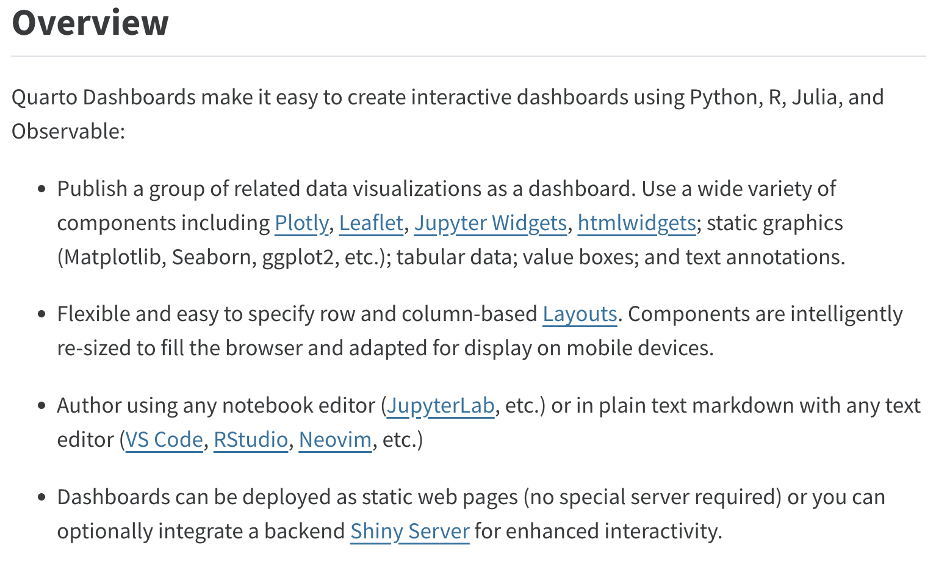 Overview
Quarto Dashboards make it easy to create interactive dashboards using Python, R, Julia, and
Observable:
• Publish a group of related data visualizations as a dashboard. Use a wide variety of
components including Plotly, Leaflet, Jupyter Widgets, htmlwidgets; static graphics
(Matplotlib, Seaborn, ggplot2, etc.); tabular data; value boxes; and text annotations.
• Flexible and easy to specify row and column-based Layouts. Components are intelligently
re-sized to fill the browser and adapted for display on mobile devices.
• Author using any notebook editor (JupyterLab, etc.) or in plain text markdown with any text
editor (VS Code, RStudio, Neovim, etc.)
• Dashboards can be deployed as static web pages (no special server required) or you can
optionally integrate a backend Shiny Server for enhanced interactivity.